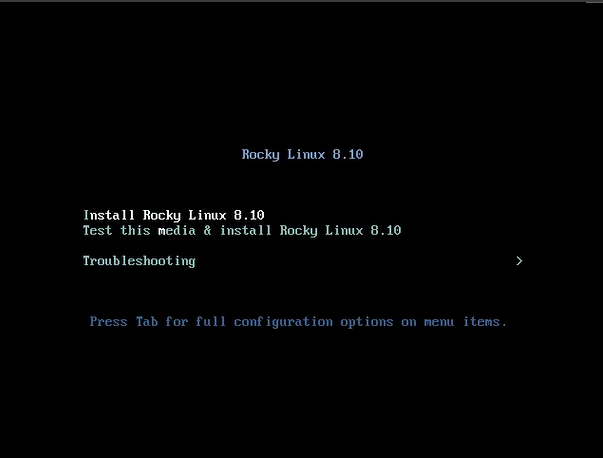 Rocky Linux 8.10
Install Rocky Linux 8.10
Test this media & install Rocky Linux 8.10
Troubleshooting >
Press Tab for full configuration options on menu items.